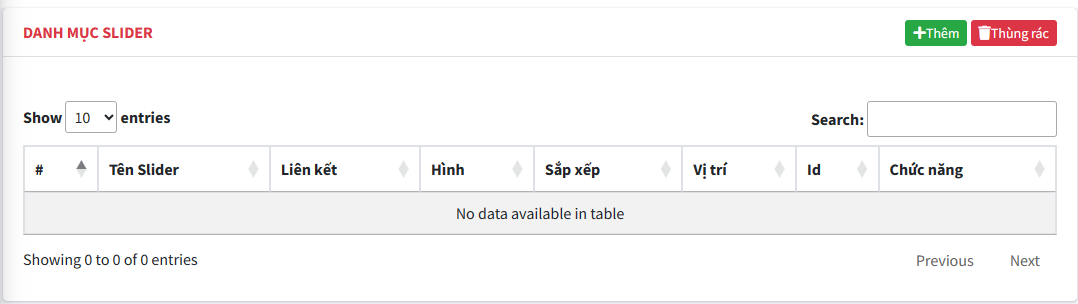 DANH MỤC SLIDER Thêm Thùng rác
Show 10 entries Search:
# Tên Slider Liên kết Hình Sắp xếp Vị trí Id Chức năng
No data available in table
Showing 0 to 0 of 0 entries Previous Next